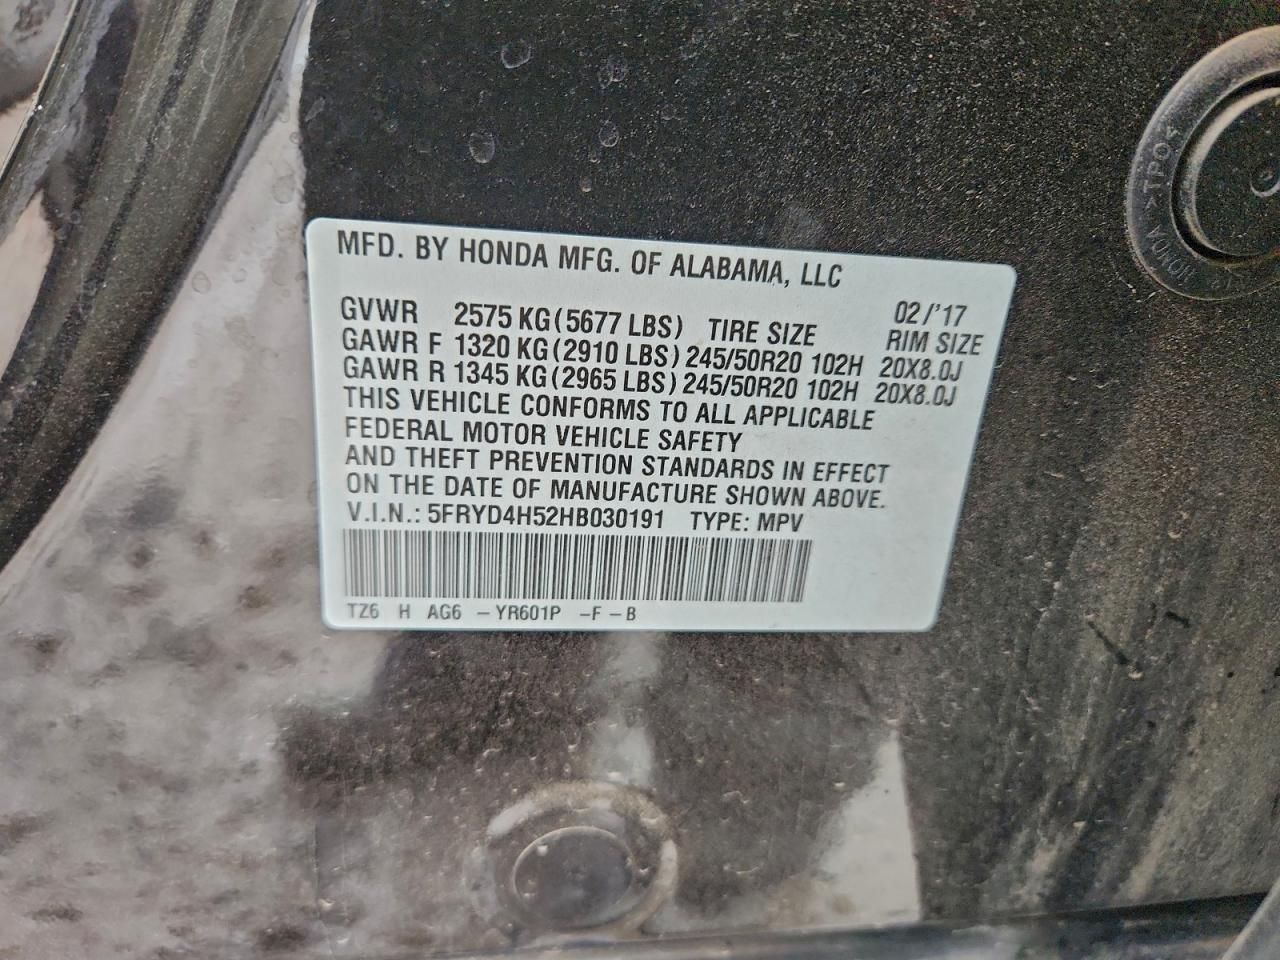 MFD. BY HONDA MFG. OF ALABAMA, LLC
02/'17
GVWR 2575 KG(5677 LBS) TIRE SIZE RIM SIZE
GAWR F 1320 KG(2910 LBS) 245/50R20 102H 20X8.0J
GAWR R 1345 KG(2965 LBS) 245/50R20 102H 20X8.0J
THIS VEHICLE CONFORMS TO ALL APPLICABLE
FEDERAL MOTOR VEHICLE SAFETY
AND THEFT PREVENTION STANDARDS IN EFFECT
ON THE DATE OF MANUFACTURE SHOWN ABOVE.
V.I.N.: 5FRYD4H52HB030191 TYPE: MPV
TZ6 H AG6 -YR601P -F-B
HONDA >TPO<